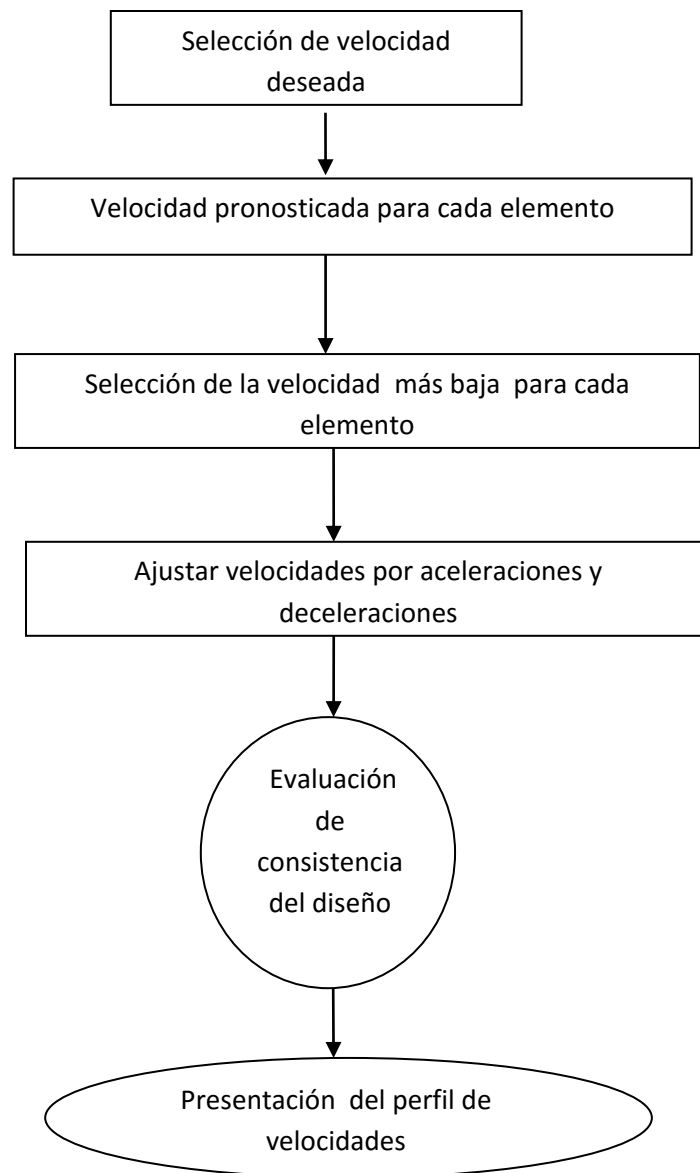 Selección de velocidad
deseada
Velocidad pronosticada para cada elemento
Selección de la velocidad  más baja  para cada
elemento
Ajustar velocidades por aceleraciones y
deceleraciones
Evaluación
de
consistencia
del diseño
Presentación  del perfil de
velocidades